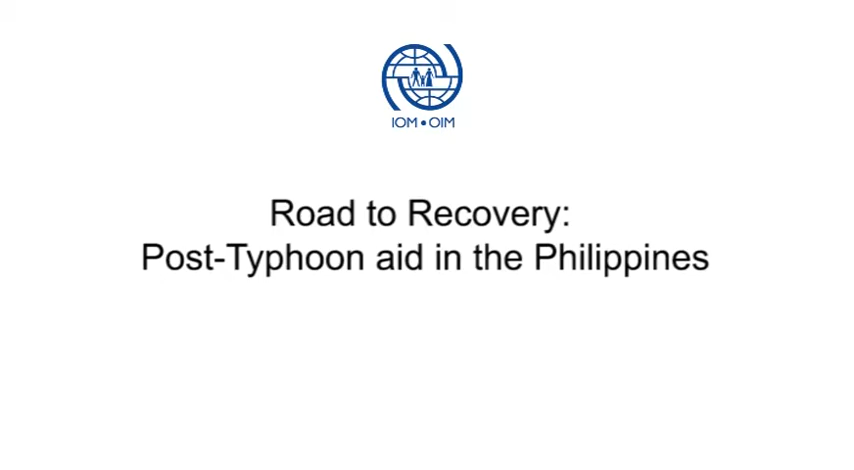 IOM • OIM
Road to Recovery:
Post-Typhoon aid in the Philippines